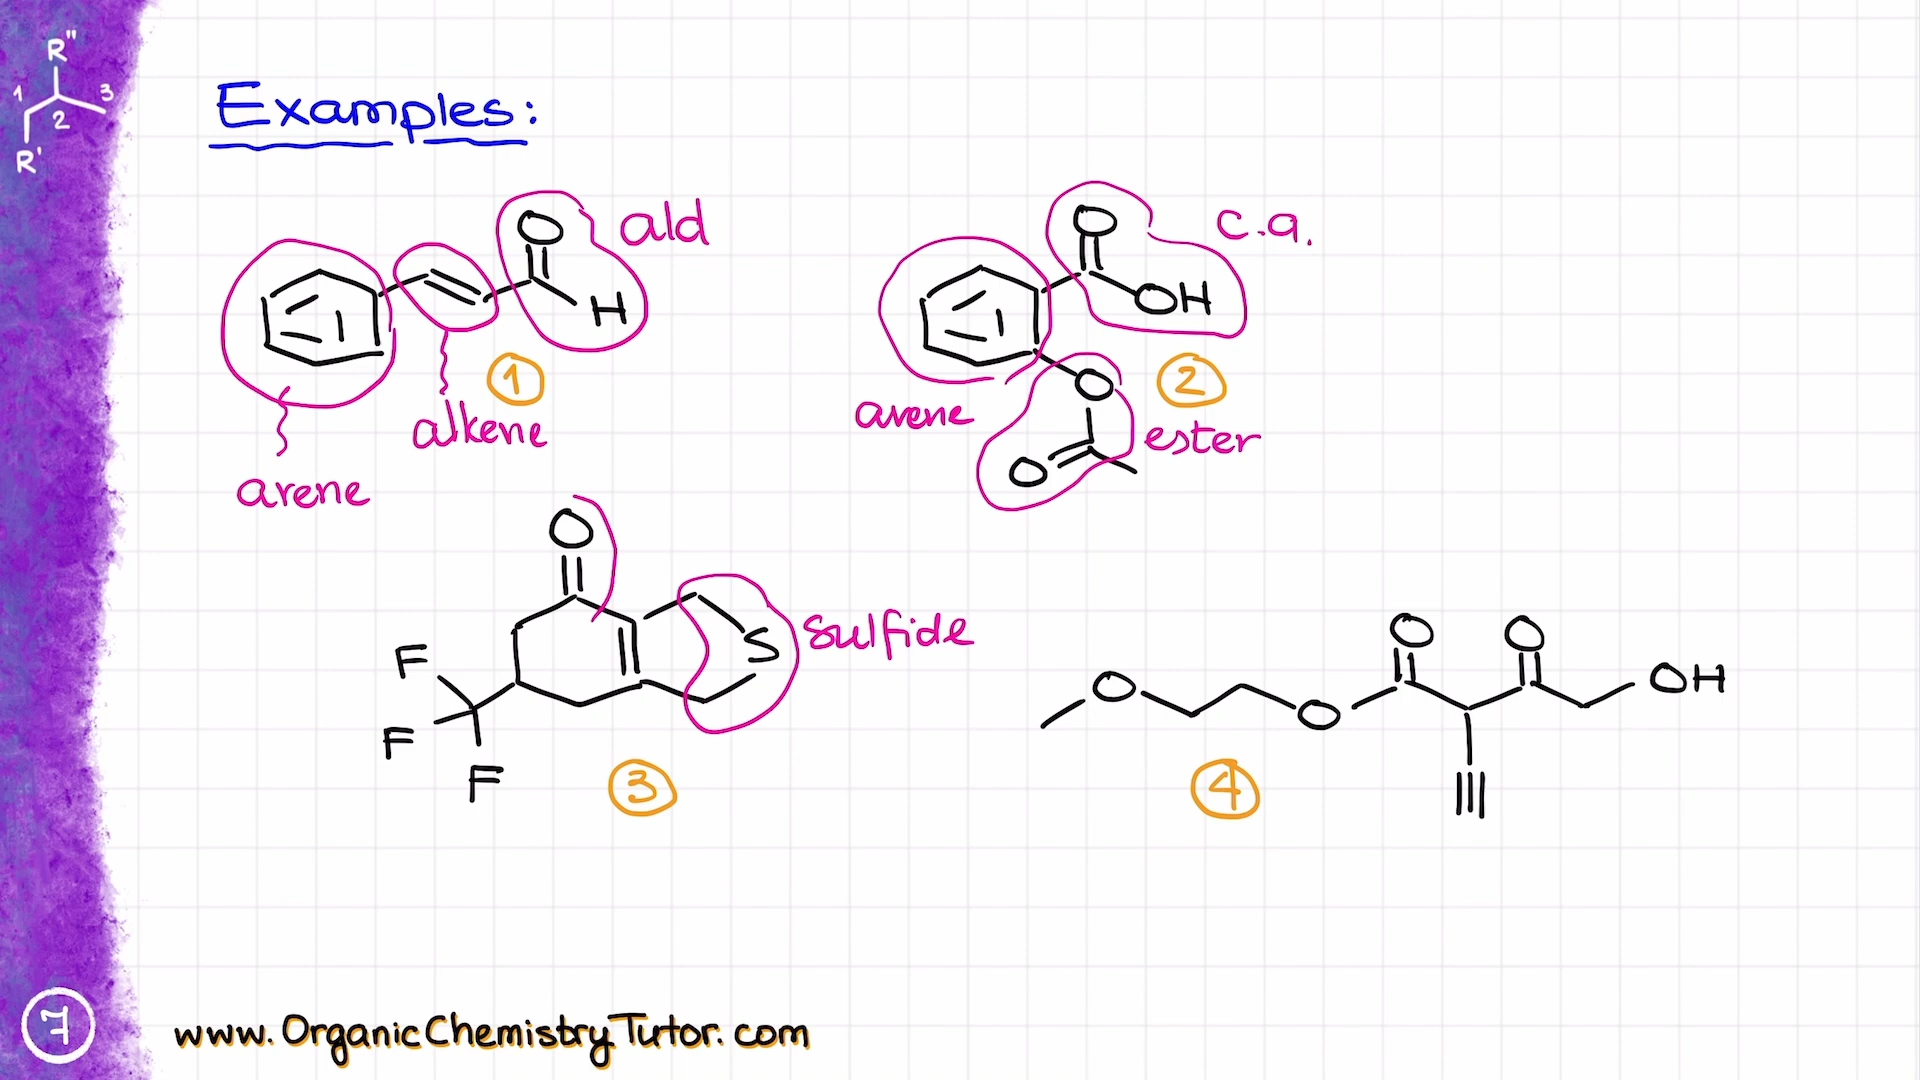 R"
1 3
2
R'
Examples:
O ald
H
1
alkene
arene
O c.a.
OH
arene
O
2
ester
O
O
S sulfide
F
F
F
3
O
O
O
O
OH
4
7
www.OrganicChemistryTutor.com